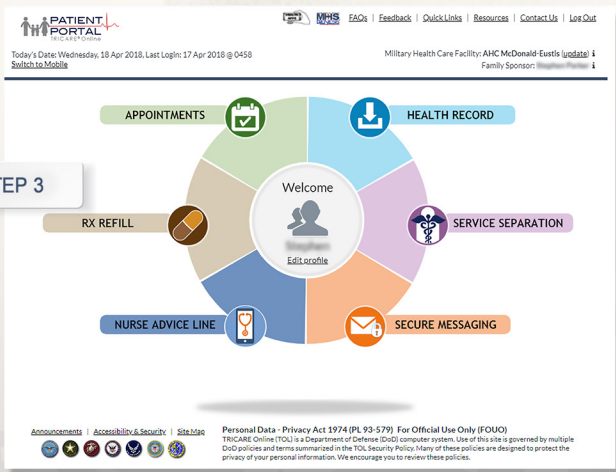 PATIENT
PORTAL
TRICARE Online
MHS
FAQs | Feedback | Quick Links | Resources | Contact Us | Log Out
Today's Date: Wednesday, 18 Apr 2018, Last Login: 17 Apr 2018 @ 0458
Switch to Mobile
Military Health Care Facility: AHC McDonald-Eustis (update) i
Family Sponsor: i
APPOINTMENTS
HEALTH RECORD
TEP 3
Welcome
RX REFILL
SERVICE SEPARATION
Edit profile
NURSE ADVICE LINE
SECURE MESSAGING
Announcements | Accessibility & Security | Site Map
Personal Data - Privacy Act 1974 (PL 93-579) For Official Use Only (FOUO)
TRICARE Online (TOL) is a Department of Defense (DoD) computer system. Use of this site is governed by multiple
DoD policies and terms summarized in the TOL Security Policy. Many of these policies are designed to protect the
privacy of your personal information. We encourage you to review these policies.